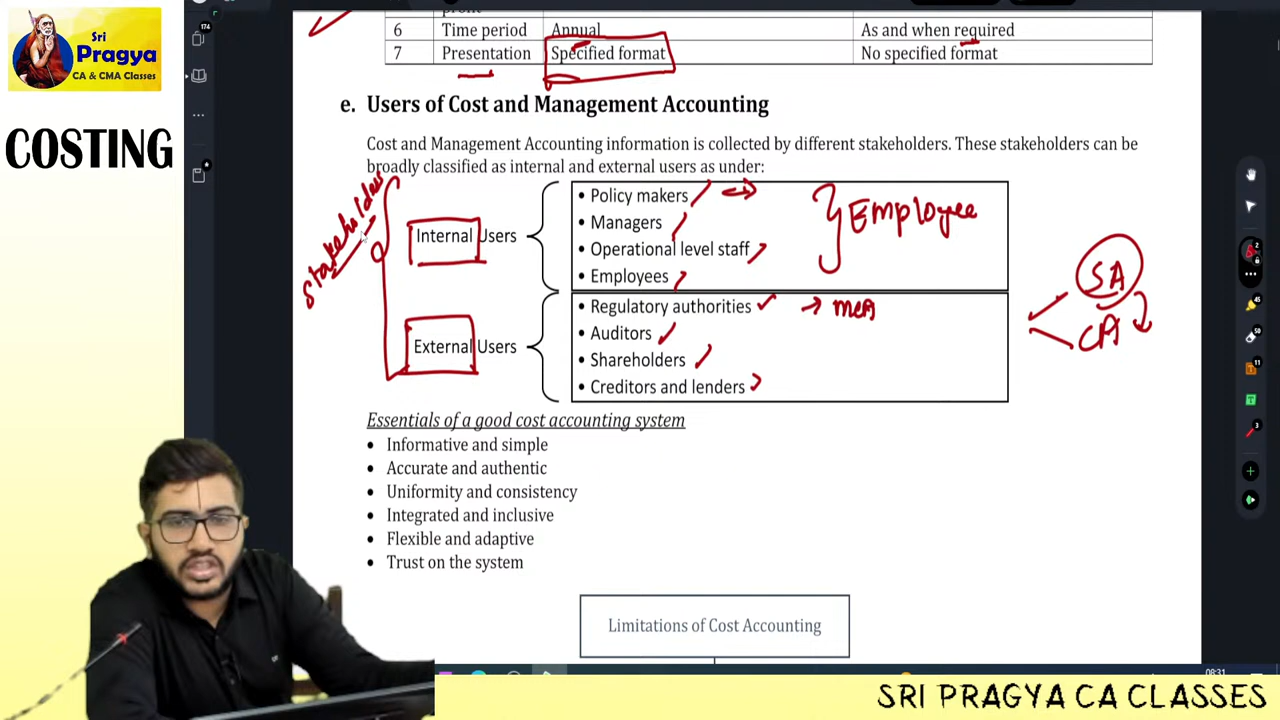 Sri
Pragya
CA & CMA Classes
COSTING
174
profit
6 Time period Annual As and when required
7 Presentation Specified format No specified format
e. Users of Cost and Management Accounting
Cost and Management Accounting information is collected by different stakeholders. These stakeholders can be
broadly classified as internal and external users as under:
Stakeholders
Internal Users
• Policy makers
• Managers
• Operational level staff
• Employees
Employee
External Users
• Regulatory authorities → MCA
• Auditors
• Shareholders
• Creditors and lenders
SA
CA
Essentials of a good cost accounting system
• Informative and simple
• Accurate and authentic
• Uniformity and consistency
• Integrated and inclusive
• Flexible and adaptive
• Trust on the system
Limitations of Cost Accounting
08:31
SRI PRAGYA CA CLASSES